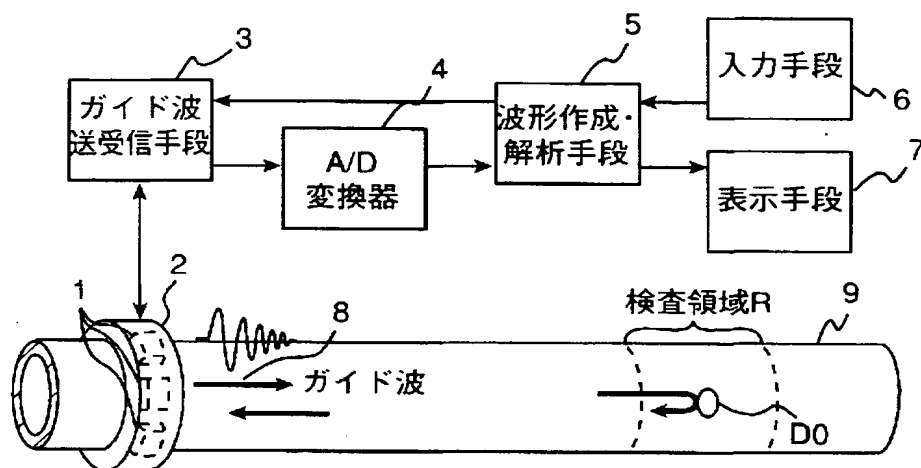 3
ガイド波
送受信手段
4
A/D
変換器
5
波形作成・
解析手段
入力手段
6
7
表示手段
1
2
8
ガイド波
検査領域R
9
D0